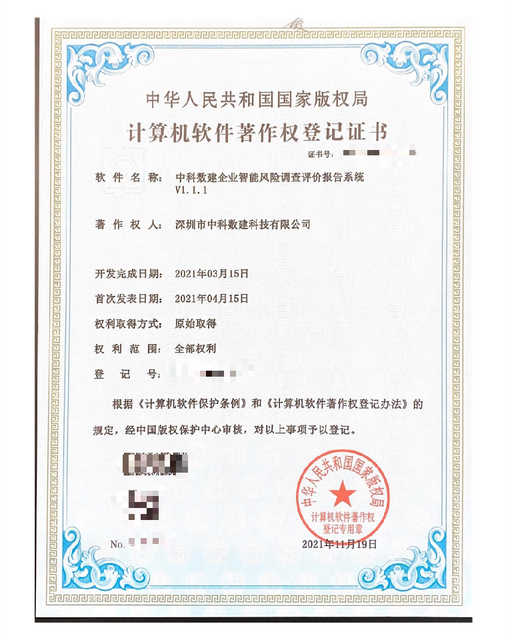 中华人民共和国国家版权局
计算机软件著作权登记证书
证书号：
软件名称： 中科数建企业智能风险调查评价报告系统
V1.1.1
著作权人： 深圳市中科数建科技有限公司
开发完成日期： 2021年03月15日
首次发表日期： 2021年04月15日
权利取得方式： 原始取得
权利范围： 全部权利
登记号：
根据《计算机软件保护条例》和《计算机软件著作权登记办法》的
规定，经中国版权保护中心审核，对以上事项予以登记。
中华人民共和国国家版权局
计算机软件著作权
登记专用章
No.
2021年11月19日